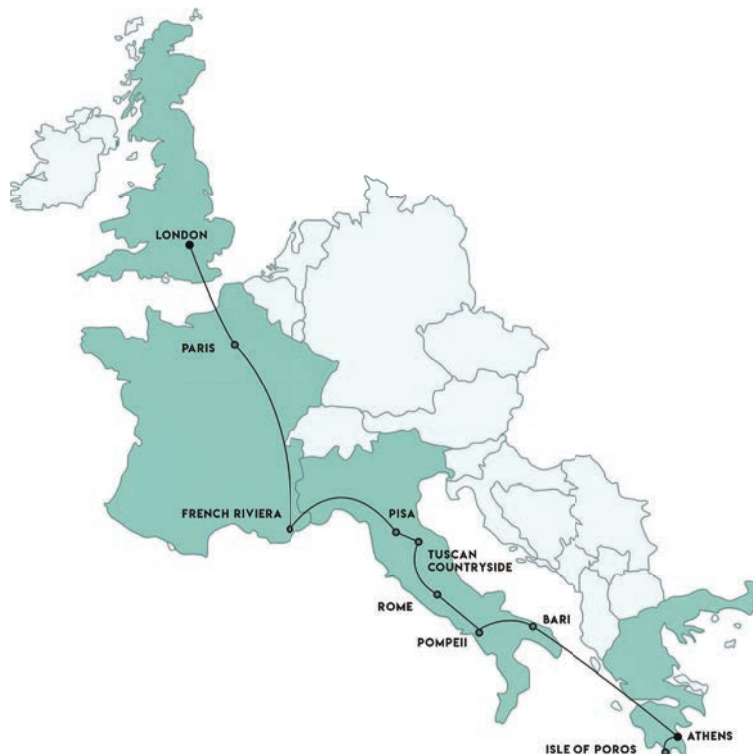 LONDON
PARIS
FRENCH RIVIERA
PISA
TUSCAN
COUNTRYSIDE
ROME
POMPEII
BARI
ATHENS
ISLE OF POROS